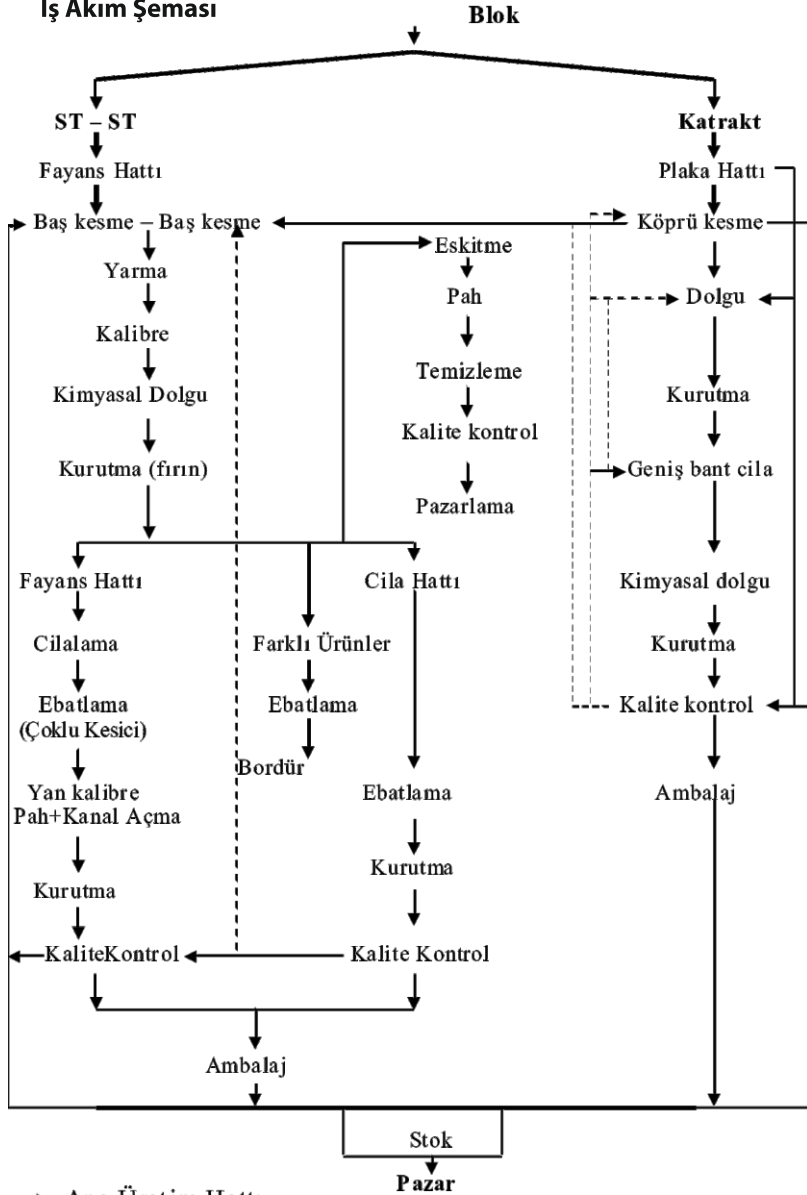 İş Akım Şeması
Blok
ST – ST
Fayans Hattı
Baş kesme – Baş kesme
Yarma
Kalibre
Kimyasal Dolgu
Kurutma (fırın)
Fayans Hattı
Cilalama
Ebatlama
(Çoklu Kesici)
Yan kalibre
Pah+Kanal Açma
Kurutma
KaliteKontrol
Farklı Ürünler
Ebatlama
Bordür
Cila Hattı
Ebatlama
Kurutma
Kalite Kontrol
Ambalaj
Eskitme
Pah
Temizleme
Kalite kontrol
Pazarlama
Katrakt
Plaka Hattı
Köprü kesme
Dolgu
Kurutma
Geniş bant cila
Kimyasal dolgu
Kurutma
Kalite kontrol
Ambalaj
Stok
Pazar